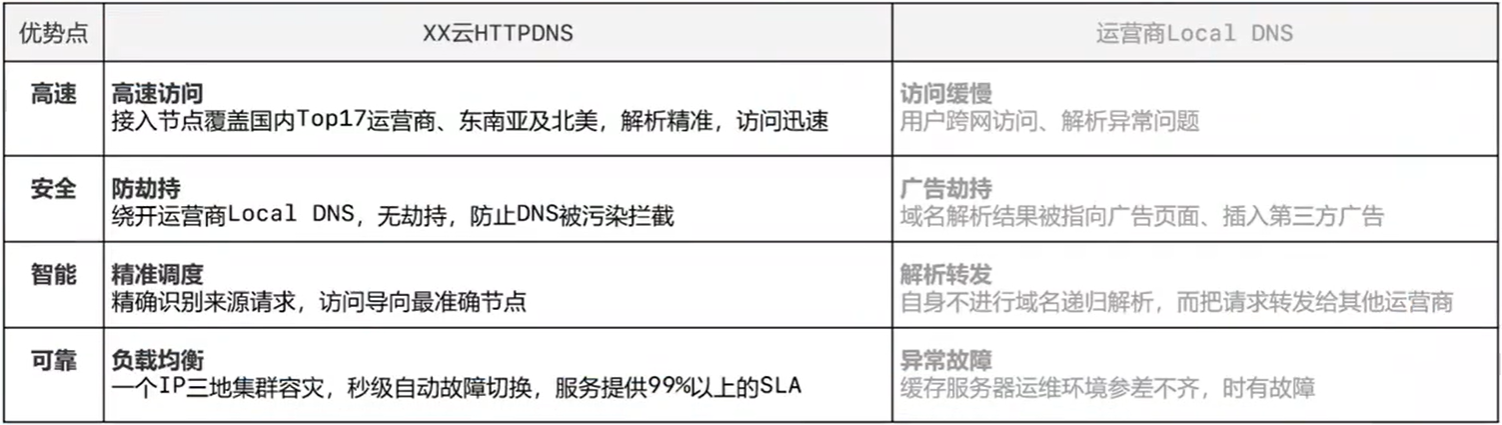 优势点 XX云HTTPDNS 运营商Local DNS
高速 高速访问 访问缓慢
接入节点覆盖国内Top17运营商、东南亚及北美，解析精准，访问迅速 用户跨网访问、解析异常问题
安全 防劫持 广告劫持
绕开运营商Local DNS，无劫持，防止DNS被污染拦截 域名解析结果被指向广告页面、插入第三方广告
智能 精准调度 解析转发
精确识别来源请求，访问导向最准确节点 自身不进行域名递归解析，而把请求转发给其他运营商
可靠 负载均衡 异常故障
一个IP三地集群容灾，秒级自动故障切换，服务提供99%以上的SLA 缓存服务器运维环境参差不齐，时有故障